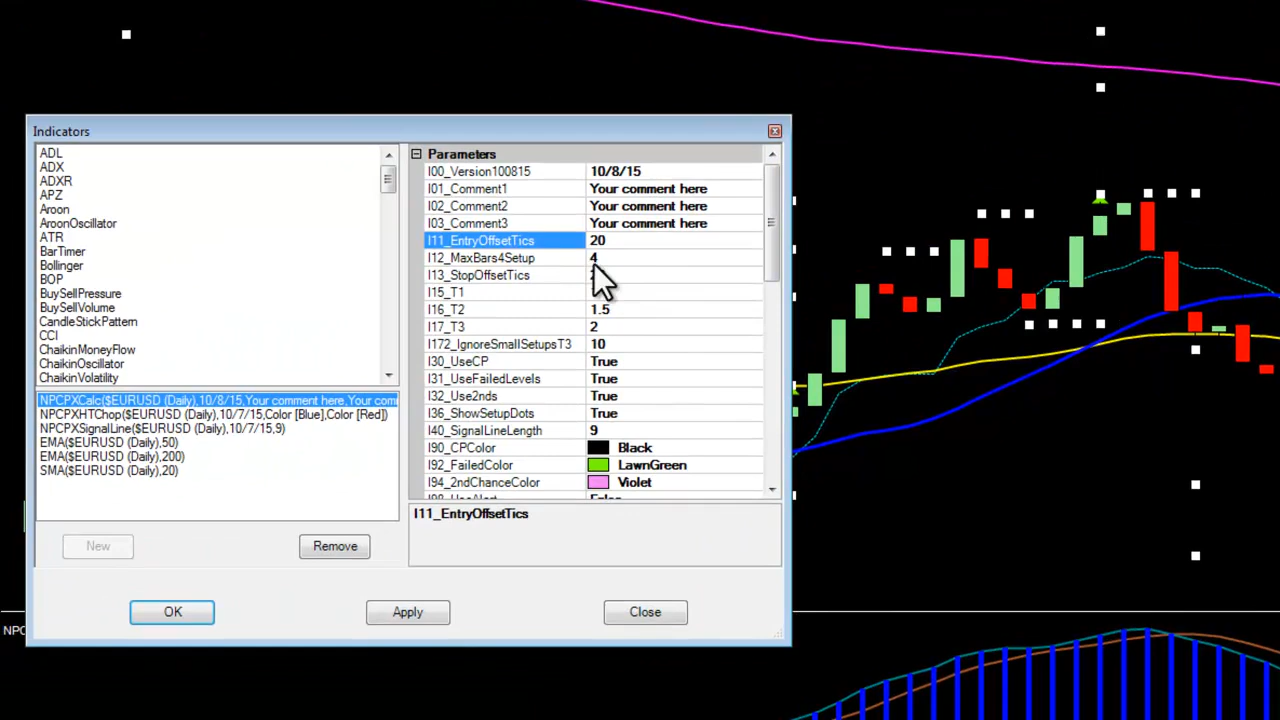 Indicators
ADL
ADX
ADXR
APZ
Aroon
AroonOscillator
ATR
BarTimer
Bollinger
BOP
BuySellPressure
BuySellVolume
CandleStickPattern
CCI
ChaikinMoneyFlow
ChaikinOscillator
ChaikinVolatility
NPCPXCalc($EURUSD (Daily),10/8/15,Your comment here,Your com
NPCPXHTChop($EURUSD (Daily),10/7/15,Color [Blue],Color [Red])
NPCPXSignalLine($EURUSD (Daily),10/7/15,9)
EMA($EURUSD (Daily),50)
EMA($EURUSD (Daily),200)
SMA($EURUSD (Daily),20)
New
Remove
Parameters
I00_Version100815 10/8/15
I01_Comment1 Your comment here
I02_Comment2 Your comment here
I03_Comment3 Your comment here
I11_EntryOffsetTics 20
I12_MaxBars4Setup 4
I13_StopOffsetTics
I15_T1
I16_T2 1.5
I17_T3 2
I172_IgnoreSmallSetupsT3 10
I30_UseCP True
I31_UseFailedLevels True
I32_Use2nds True
I36_ShowSetupDots True
I40_SignalLineLength 9
I90_CPColor Black
I92_FailedColor LawnGreen
I94_2ndChanceColor Violet
I98_UseAlert False
I11_EntryOffsetTics
OK
Apply
Close
NPC